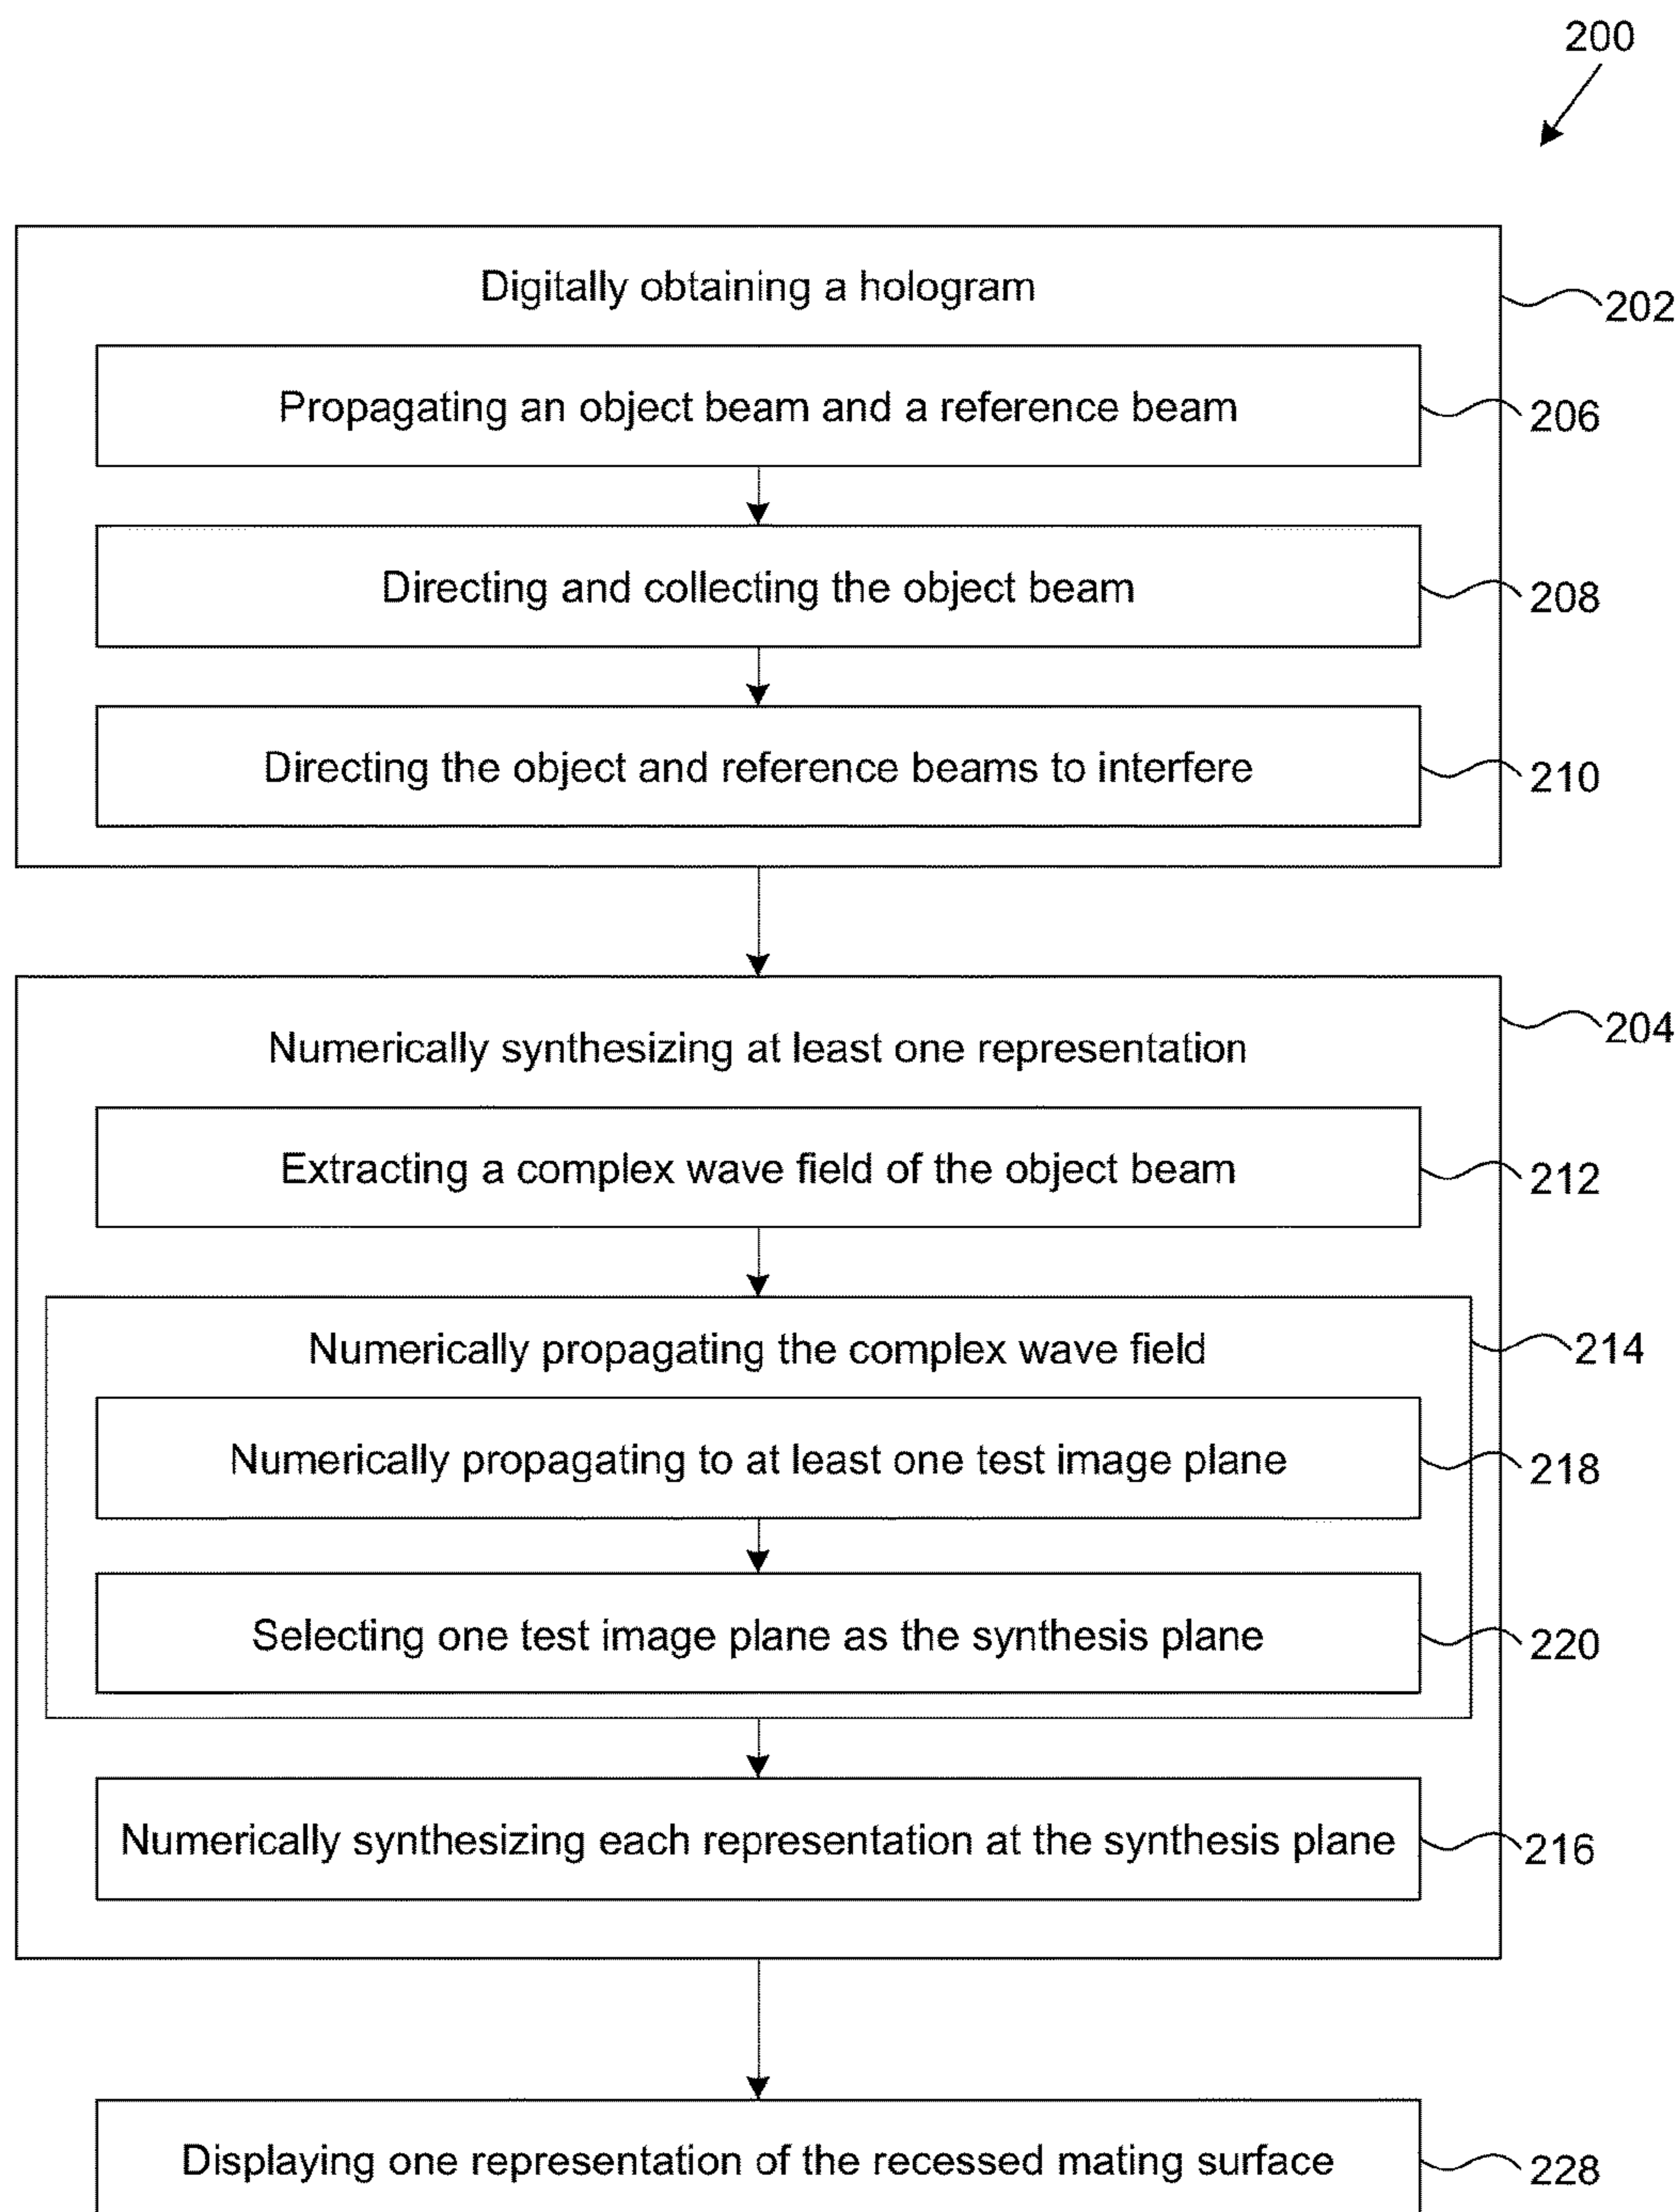 200
Digitally obtaining a hologram
202
Propagating an object beam and a reference beam
206
Directing and collecting the object beam
208
Directing the object and reference beams to interfere
210
Numerically synthesizing at least one representation
204
Extracting a complex wave field of the object beam
212
Numerically propagating the complex wave field
214
Numerically propagating to at least one test image plane
218
Selecting one test image plane as the synthesis plane
220
Numerically synthesizing each representation at the synthesis plane
216
Displaying one representation of the recessed mating surface
228